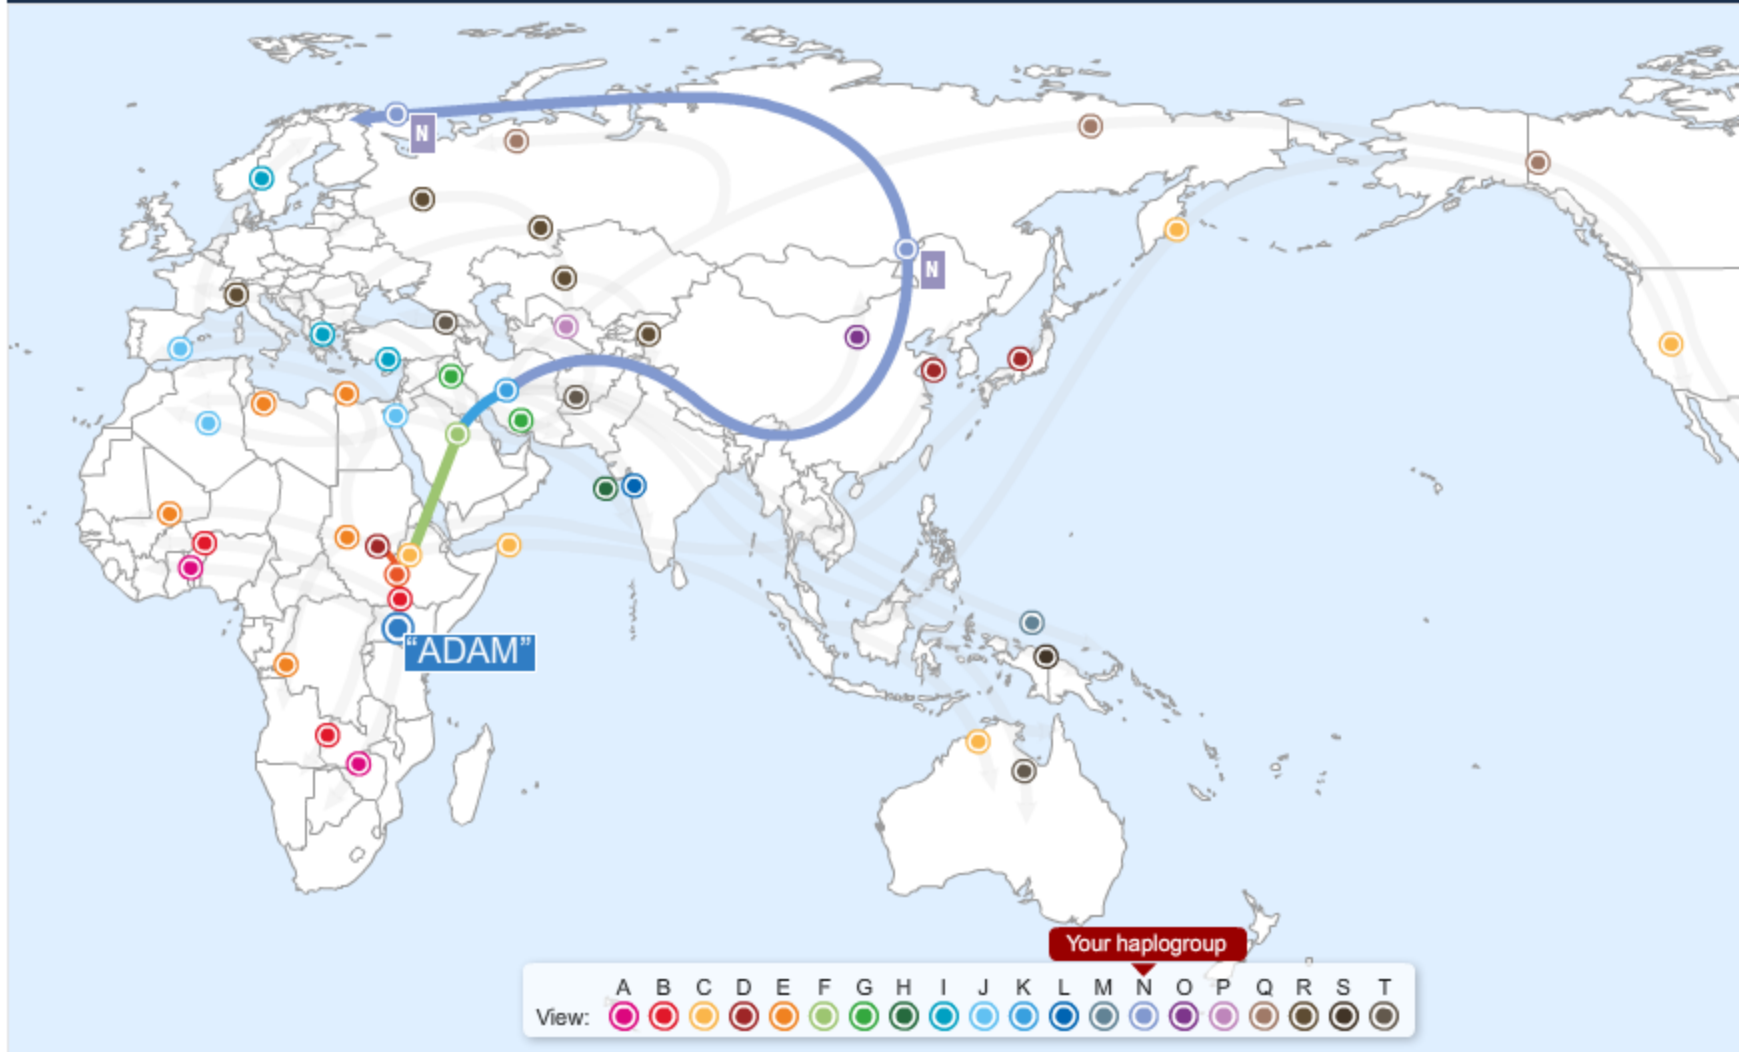 N
N
“ADAM”
Your haplogroup
A B C D E F G H I J K L M N O P Q R S T
View: